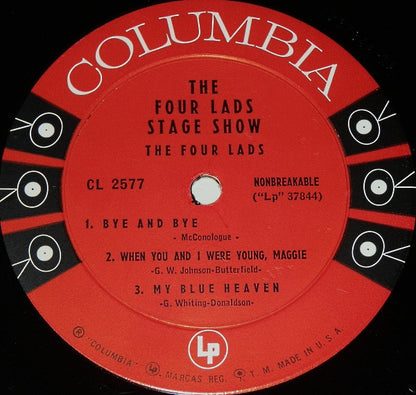 COLUMBIA
THE
FOUR LADS
STAGE SHOW
THE FOUR LADS
CL 2577
NONBREAKABLE
("Lp" 37844)
1. BYE AND BYE
- McConologue -
2. WHEN YOU AND I WERE YOUNG, MAGGIE
-G. W. Johnson-Butterfield-
3. MY BLUE HEAVEN
-G. Whiting-Donaldson-
Lp
® "COLUMBIA" Lp MARCAS REG. T. M. MADE IN U.S.A.